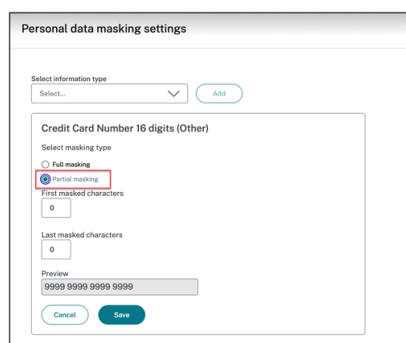 Personal data masking settings
Select information type
Select...
Add
Credit Card Number 16 digits (Other)
Select masking type
Full masking
Partial masking
First masked characters
0
Last masked characters
0
Preview
9999 9999 9999 9999
Cancel
Save